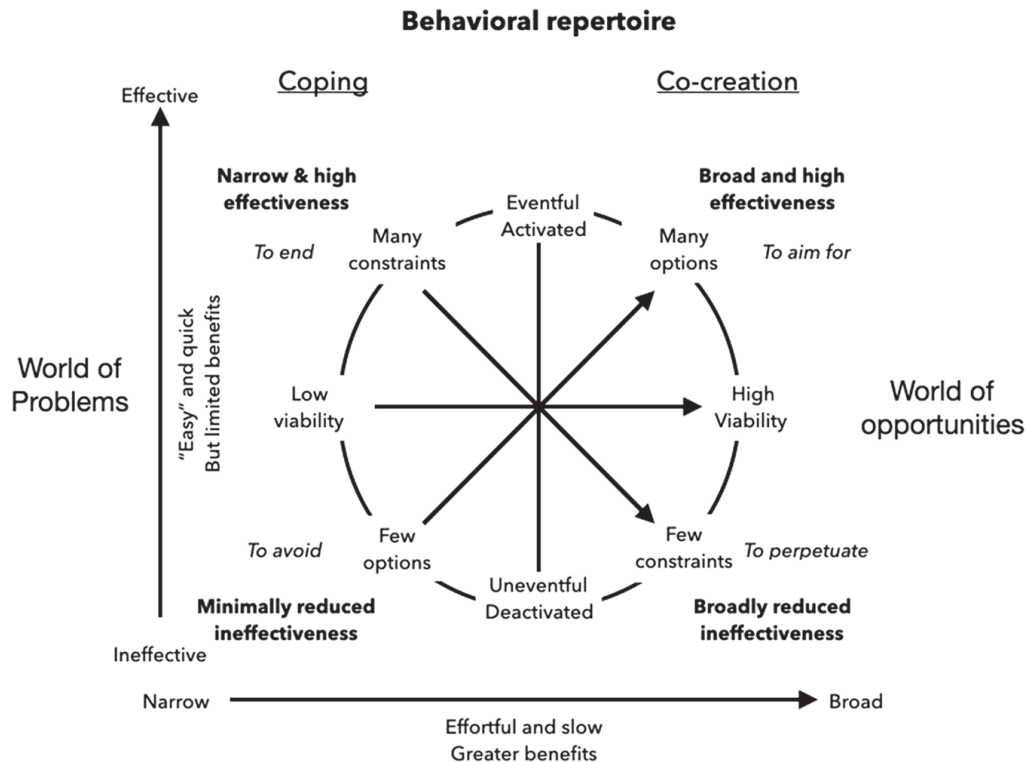 Behavioral repertoire
Coping
Co-creation
Effective
Narrow & high
effectiveness
Broad and high
effectiveness
Eventful
Activated
To end
Many
constraints
Many
options
To aim for
World of
Problems
"Easy" and quick
But limited benefits
Low
viability
High
Viability
World of
opportunities
To avoid
Few
options
Few
constraints
To perpetuate
Uneventful
Deactivated
Minimally reduced
ineffectiveness
Broadly reduced
ineffectiveness
Ineffective
Narrow
Broad
Effortful and slow
Greater benefits